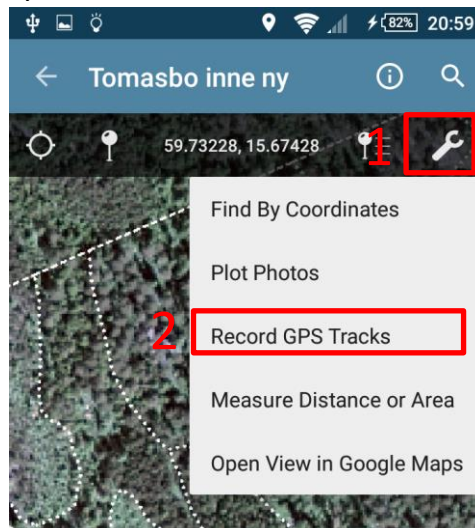 82% 20:59
Tomasbo inne ny
59.73228, 15.67428 1
Find By Coordinates
Plot Photos
2 Record GPS Tracks
Measure Distance or Area
Open View in Google Maps